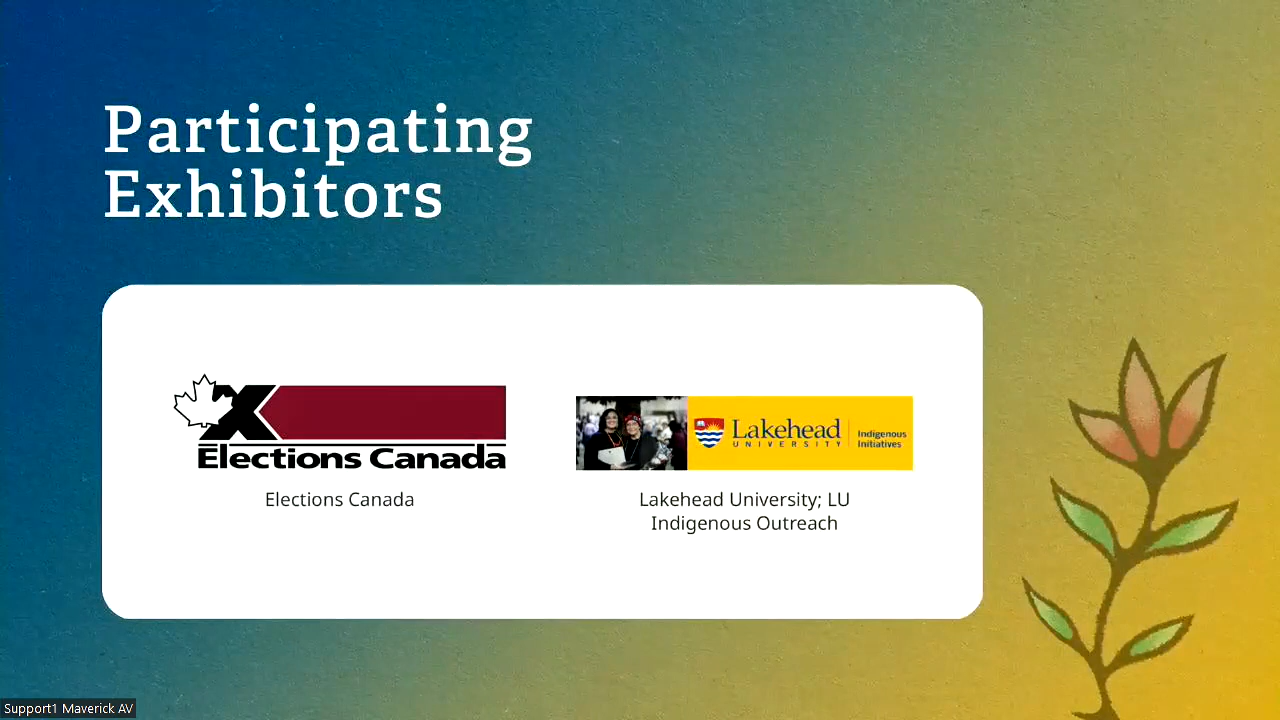 Participating
Exhibitors
Elections Canada
Elections Canada
Lakehead
UNIVERSITY
Indigenous
Initiatives
Lakehead University; LU
Indigenous Outreach
Support1 Maverick AV